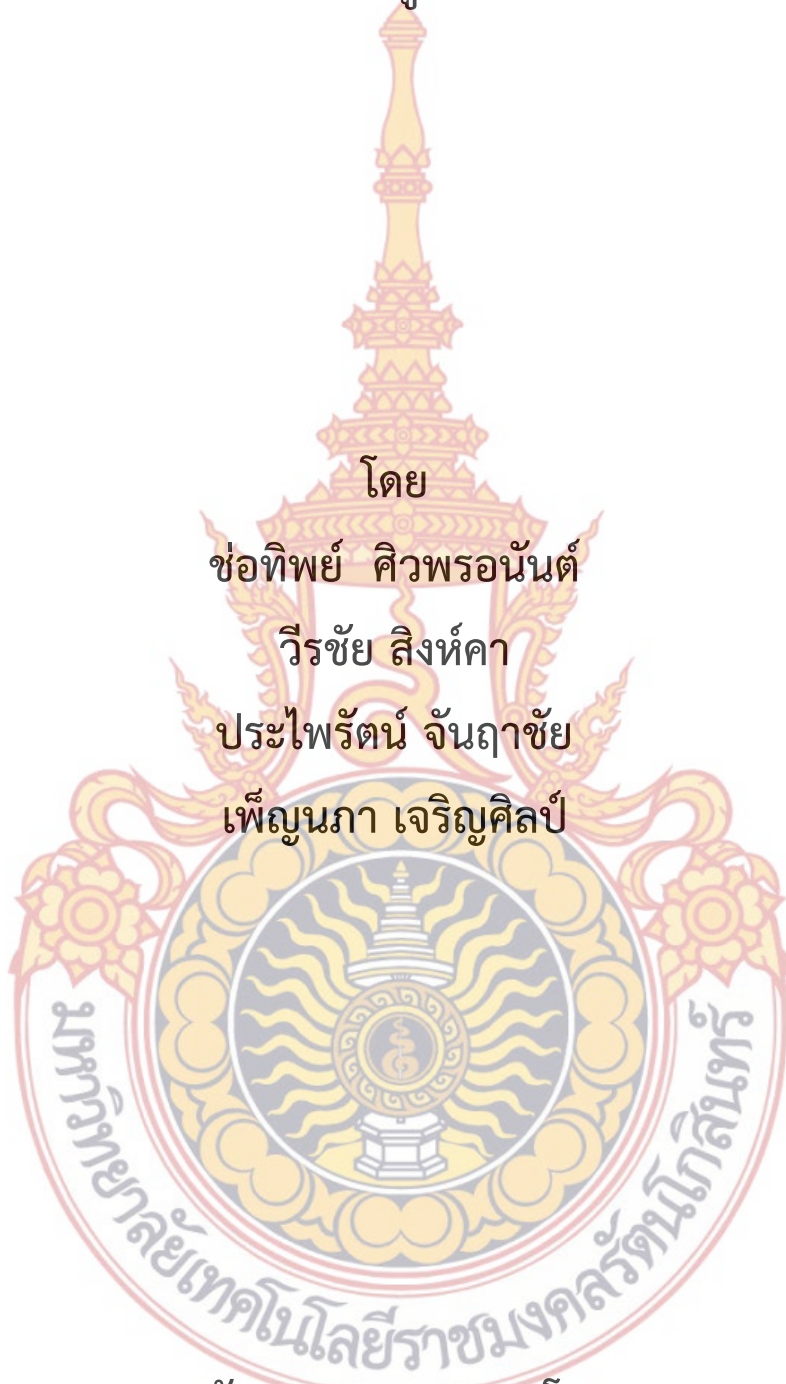 โดย
ช่อทิพย์ ศิวพรอนันต์
วีรชัย สิงห์คา
ประไพรัตน์ จันฤาชัย
เพ็ญนภา เจริญศิลป์
มหาวิทยาลัยเทคโนโลยีราชมงคลรัตนโกสินทร์